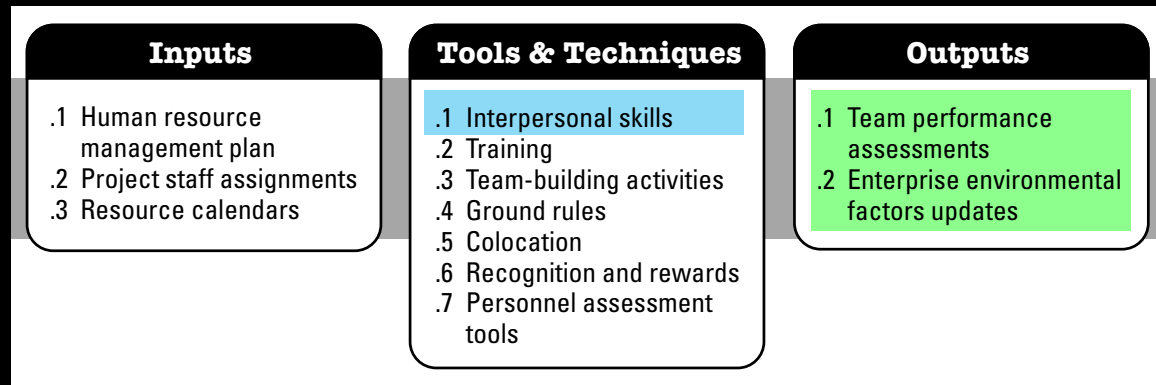 Inputs
.1 Human resource
management plan
.2 Project staff assignments
.3 Resource calendars
Tools & Techniques
.1 Interpersonal skills
.2 Training
.3 Team-building activities
.4 Ground rules
.5 Colocation
.6 Recognition and rewards
.7 Personnel assessment
tools
Outputs
.1 Team performance
assessments
.2 Enterprise environmental
factors updates